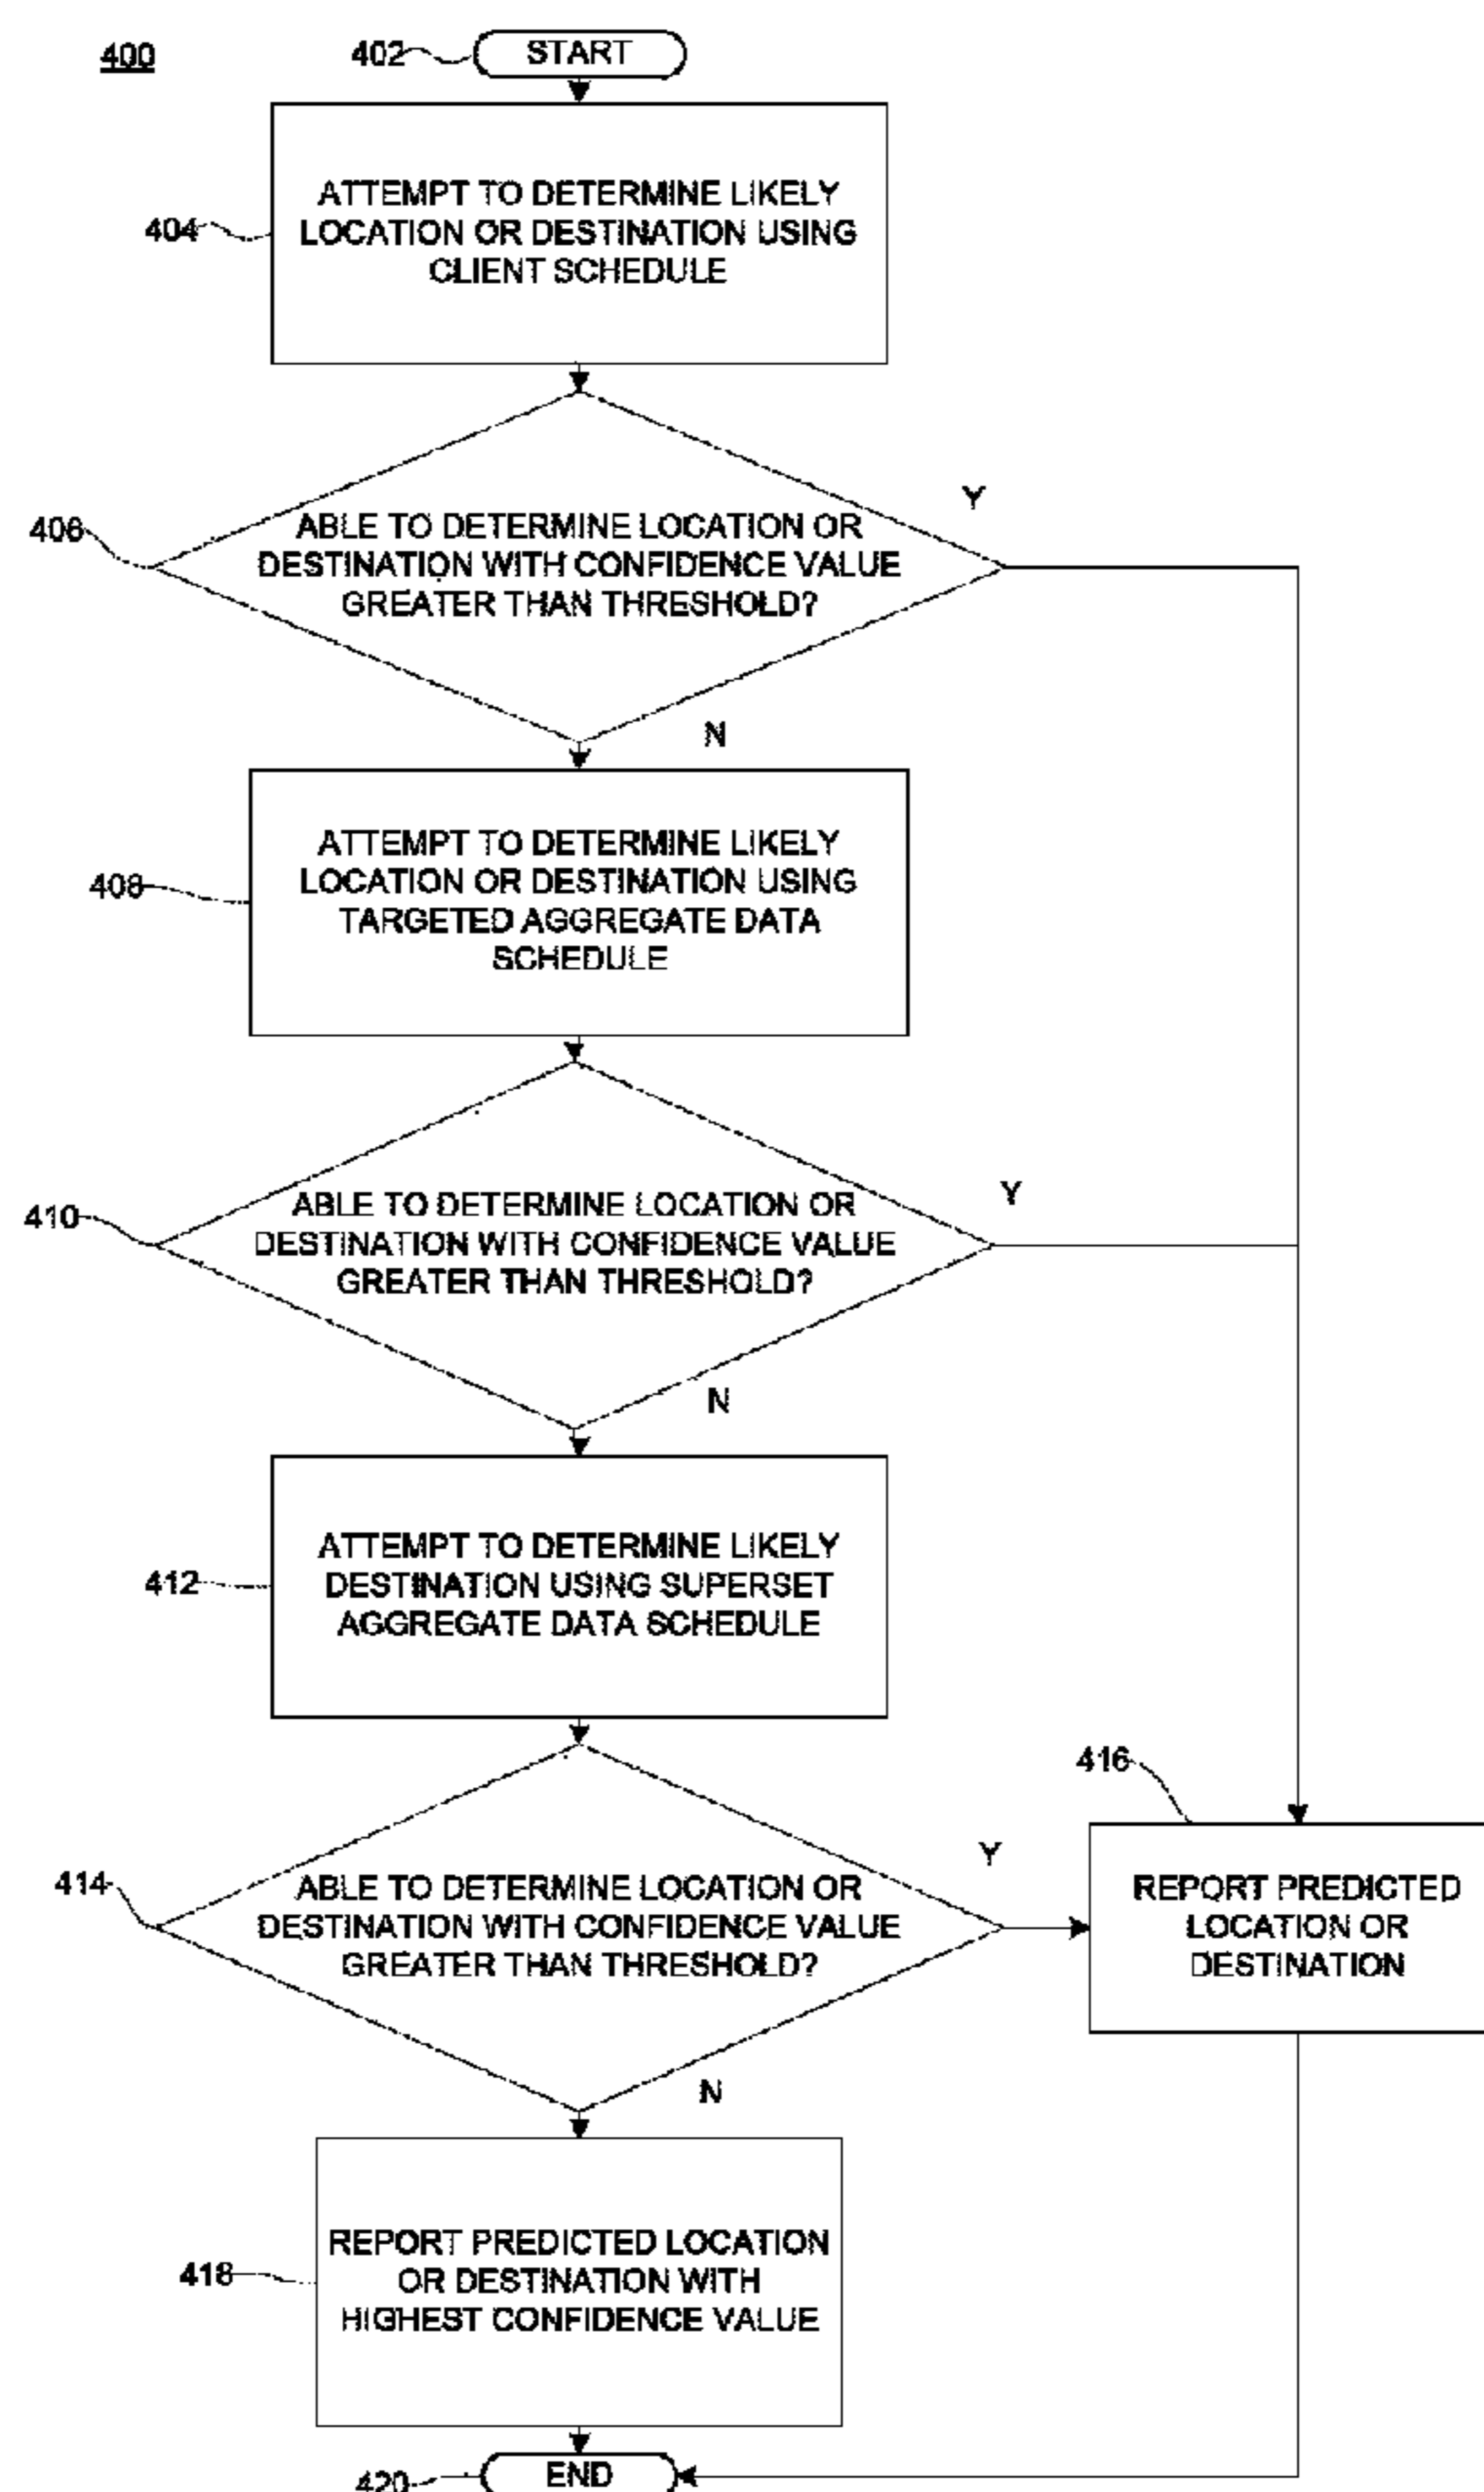 400
402
START
404
ATTEMPT TO DETERMINE LIKELY
LOCATION OR DESTINATION USING
CLIENT SCHEDULE
406
ABLE TO DETERMINE LOCATION OR
DESTINATION WITH CONFIDENCE VALUE
GREATER THAN THRESHOLD?
Y
N
408
ATTEMPT TO DETERMINE LIKELY
LOCATION OR DESTINATION USING
TARGETED AGGREGATE DATA
SCHEDULE
410
ABLE TO DETERMINE LOCATION OR
DESTINATION WITH CONFIDENCE VALUE
GREATER THAN THRESHOLD?
Y
N
412
ATTEMPT TO DETERMINE LIKELY
DESTINATION USING SUPERSET
AGGREGATE DATA SCHEDULE
414
ABLE TO DETERMINE LOCATION OR
DESTINATION WITH CONFIDENCE VALUE
GREATER THAN THRESHOLD?
Y
N
416
REPORT PREDICTED
LOCATION OR
DESTINATION
418
REPORT PREDICTED LOCATION
OR DESTINATION WITH
HIGHEST CONFIDENCE VALUE
420
END